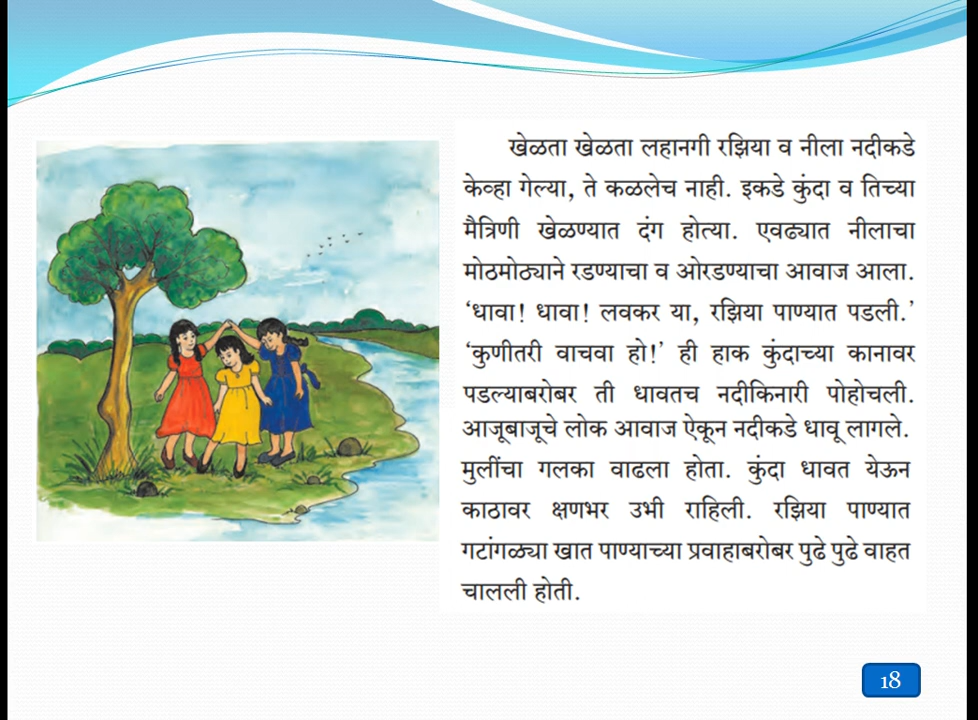 खेळता खेळता लहानगी रझिया व नीला नदीकडे
केव्हा गेल्या, ते कळलेच नाही. इकडे कुंदा व तिच्या
मैत्रिणी खेळण्यात दंग होत्या. एवढ्यात नीलाचा
मोठमोठ्याने रडण्याचा व ओरडण्याचा आवाज आला.
‘धावा! धावा! लवकर या, रझिया पाण्यात पडली.’
‘कुणीतरी वाचवा हो!’ ही हाक कुंदाच्या कानावर
पडल्याबरोबर ती धावतच नदीकिनारी पोहोचली.
आजूबाजूचे लोक आवाज ऐकून नदीकडे धावू लागले.
मुलींचा गलका वाढला होता. कुंदा धावत येऊन
काठावर क्षणभर उभी राहिली. रझिया पाण्यात
गटांगळ्या खात पाण्याच्या प्रवाहाबरोबर पुढे पुढे वाहत
चालली होती.
18